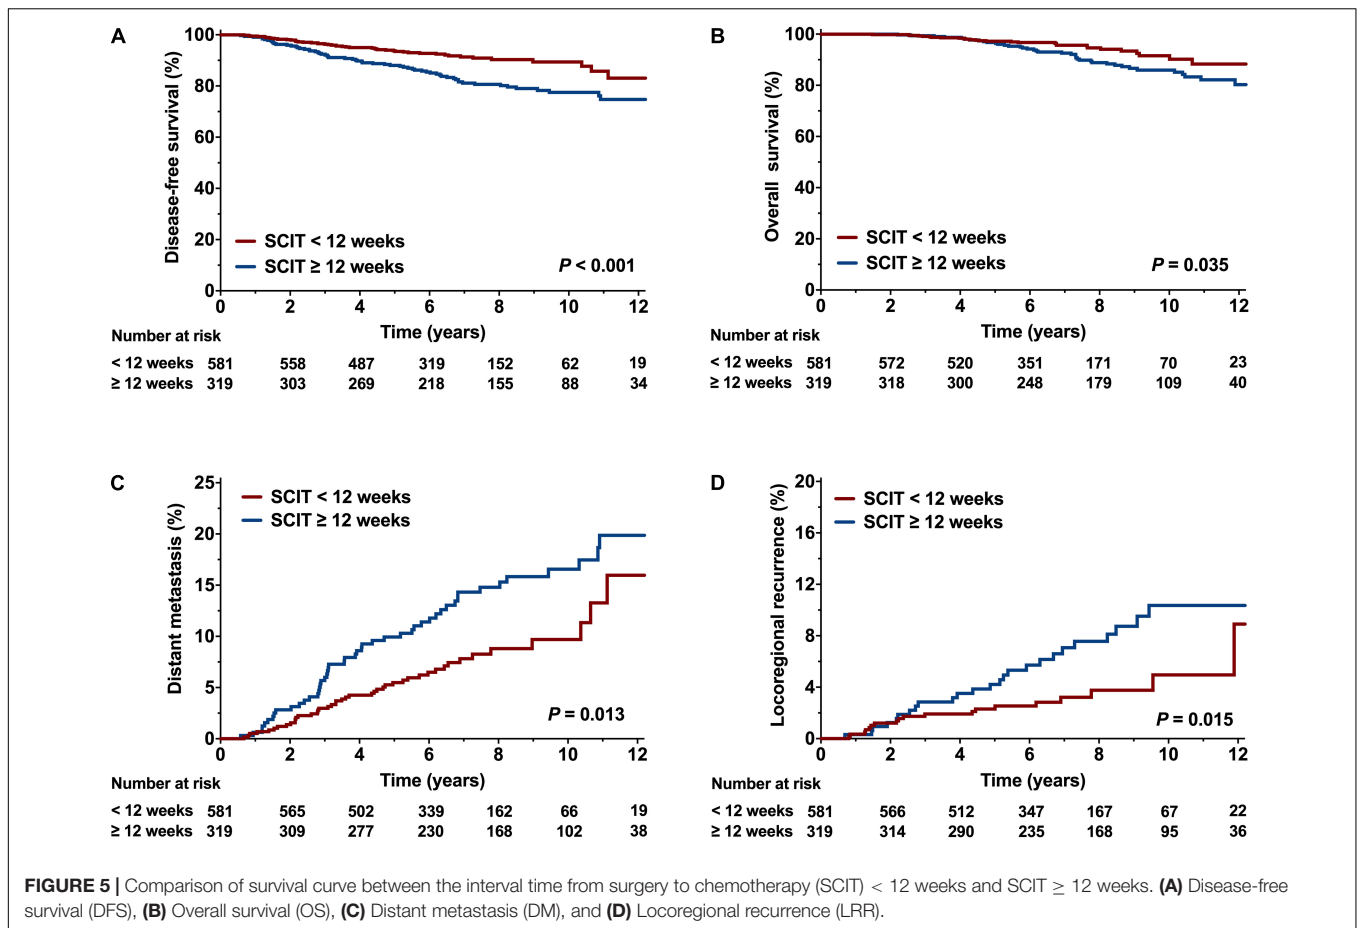 A
Disease-free survival (%)
100
80
60
40
20
0
SCIT < 12 weeks
SCIT ≥ 12 weeks
P < 0.001
0 2 4 6 8 10 12
Time (years)
Number at risk
< 12 weeks 581 558 487 319 152 62 19
≥ 12 weeks 319 303 269 218 155 88 34
B
Overall survival (%)
100
80
60
40
20
0
SCIT < 12 weeks
SCIT ≥ 12 weeks
P = 0.035
0 2 4 6 8 10 12
Time (years)
Number at risk
< 12 weeks 581 572 520 351 171 70 23
≥ 12 weeks 319 318 300 248 179 109 40
C
Distant metastasis (%)
25
20
15
10
5
0
SCIT < 12 weeks
SCIT ≥ 12 weeks
P = 0.013
0 2 4 6 8 10 12
Time (years)
Number at risk
< 12 weeks 581 565 502 339 162 66 19
≥ 12 weeks 319 309 277 230 168 102 38
D
Locoregional recurrence (%)
20
16
12
8
4
0
SCIT < 12 weeks
SCIT ≥ 12 weeks
P = 0.015
0 2 4 6 8 10 12
Time (years)
Number at risk
< 12 weeks 581 566 512 347 167 67 22
≥ 12 weeks 319 314 290 235 168 95 36
FIGURE 5 | Comparison of survival curve between the interval time from surgery to chemotherapy (SCIT) < 12 weeks and SCIT ≥ 12 weeks. (A) Disease-free
survival (DFS), (B) Overall survival (OS), (C) Distant metastasis (DM), and (D) Locoregional recurrence (LRR).